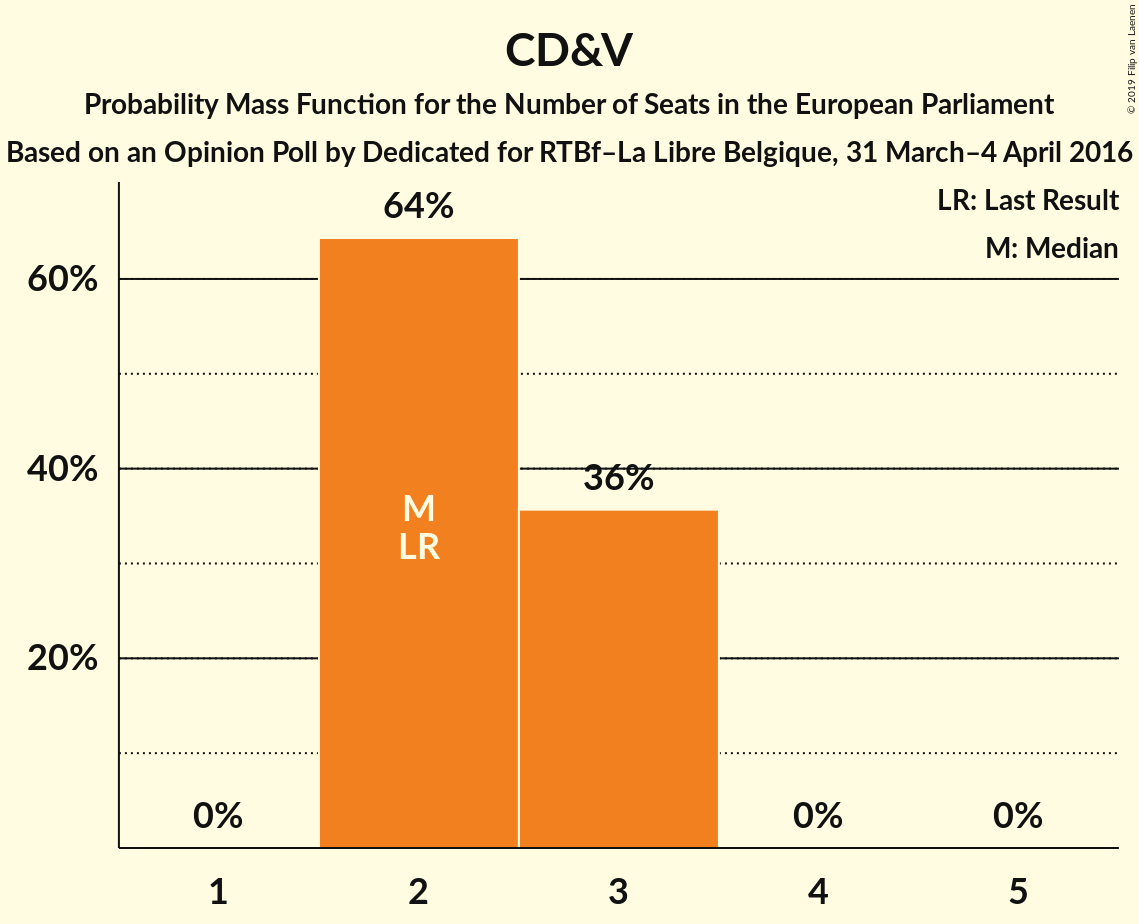 CD&V
Probability Mass Function for the Number of Seats in the European Parliament
Based on an Opinion Poll by Dedicated for RTBf–La Libre Belgique, 31 March–4 April 2016
© 2019 Filip van Laenen
LR: Last Result
M: Median
64%
60%
40%
36%
M
LR
20%
0%
0%
0%
1
2
3
4
5